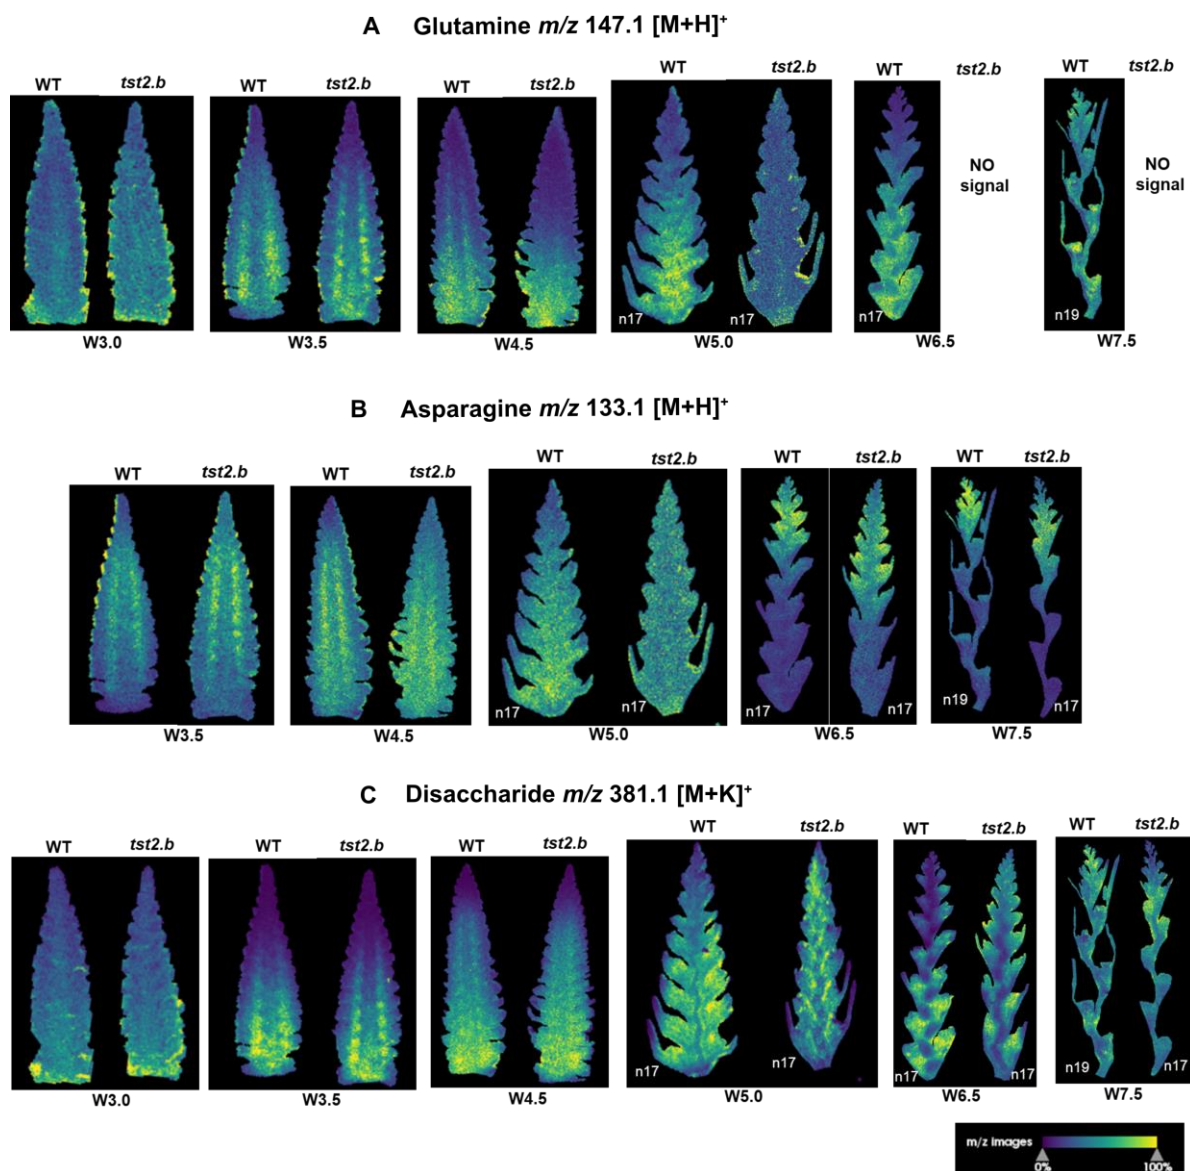 A Glutamine m/z 147.1 [M+H]+
WT tst2.b WT tst2.b WT tst2.b WT tst2.b WT tst2.b WT tst2.b
NO signal NO signal
n17 n17 n17 n19
W3.0 W3.5 W4.5 W5.0 W6.5 W7.5
B Asparagine m/z 133.1 [M+H]+
WT tst2.b WT tst2.b WT tst2.b WT tst2.b WT tst2.b
n17 n17 n17 n17 n19 n17
W3.5 W4.5 W5.0 W6.5 W7.5
C Disaccharide m/z 381.1 [M+K]+
WT tst2.b WT tst2.b WT tst2.b WT tst2.b WT tst2.b WT tst2.b
n17 n17 n17 n17 n19 n17
W3.0 W3.5 W4.5 W5.0 W6.5 W7.5
m/z images
0% 100%